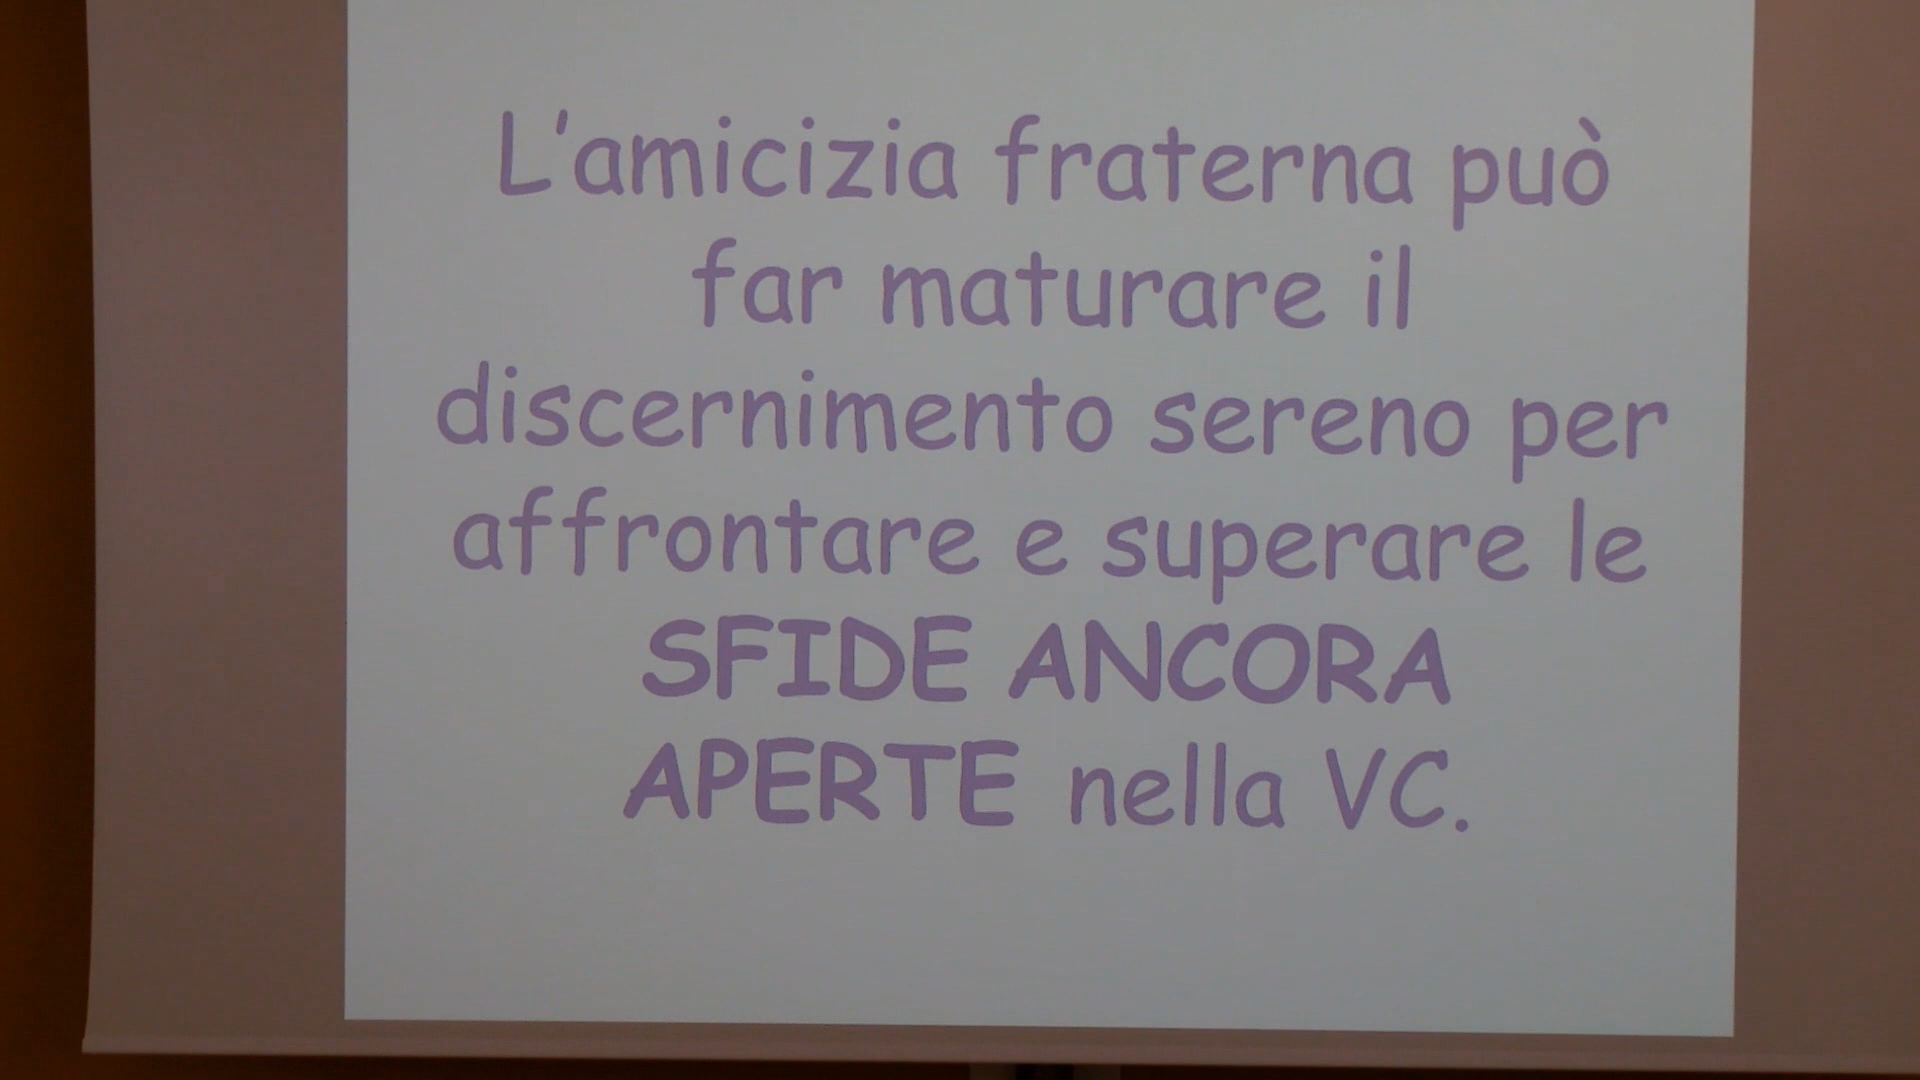 L'amicizia fraterna può
far maturare il
discernimento sereno per
affrontare e superare le
SFIDE ANCORA
APERTE nella VC.